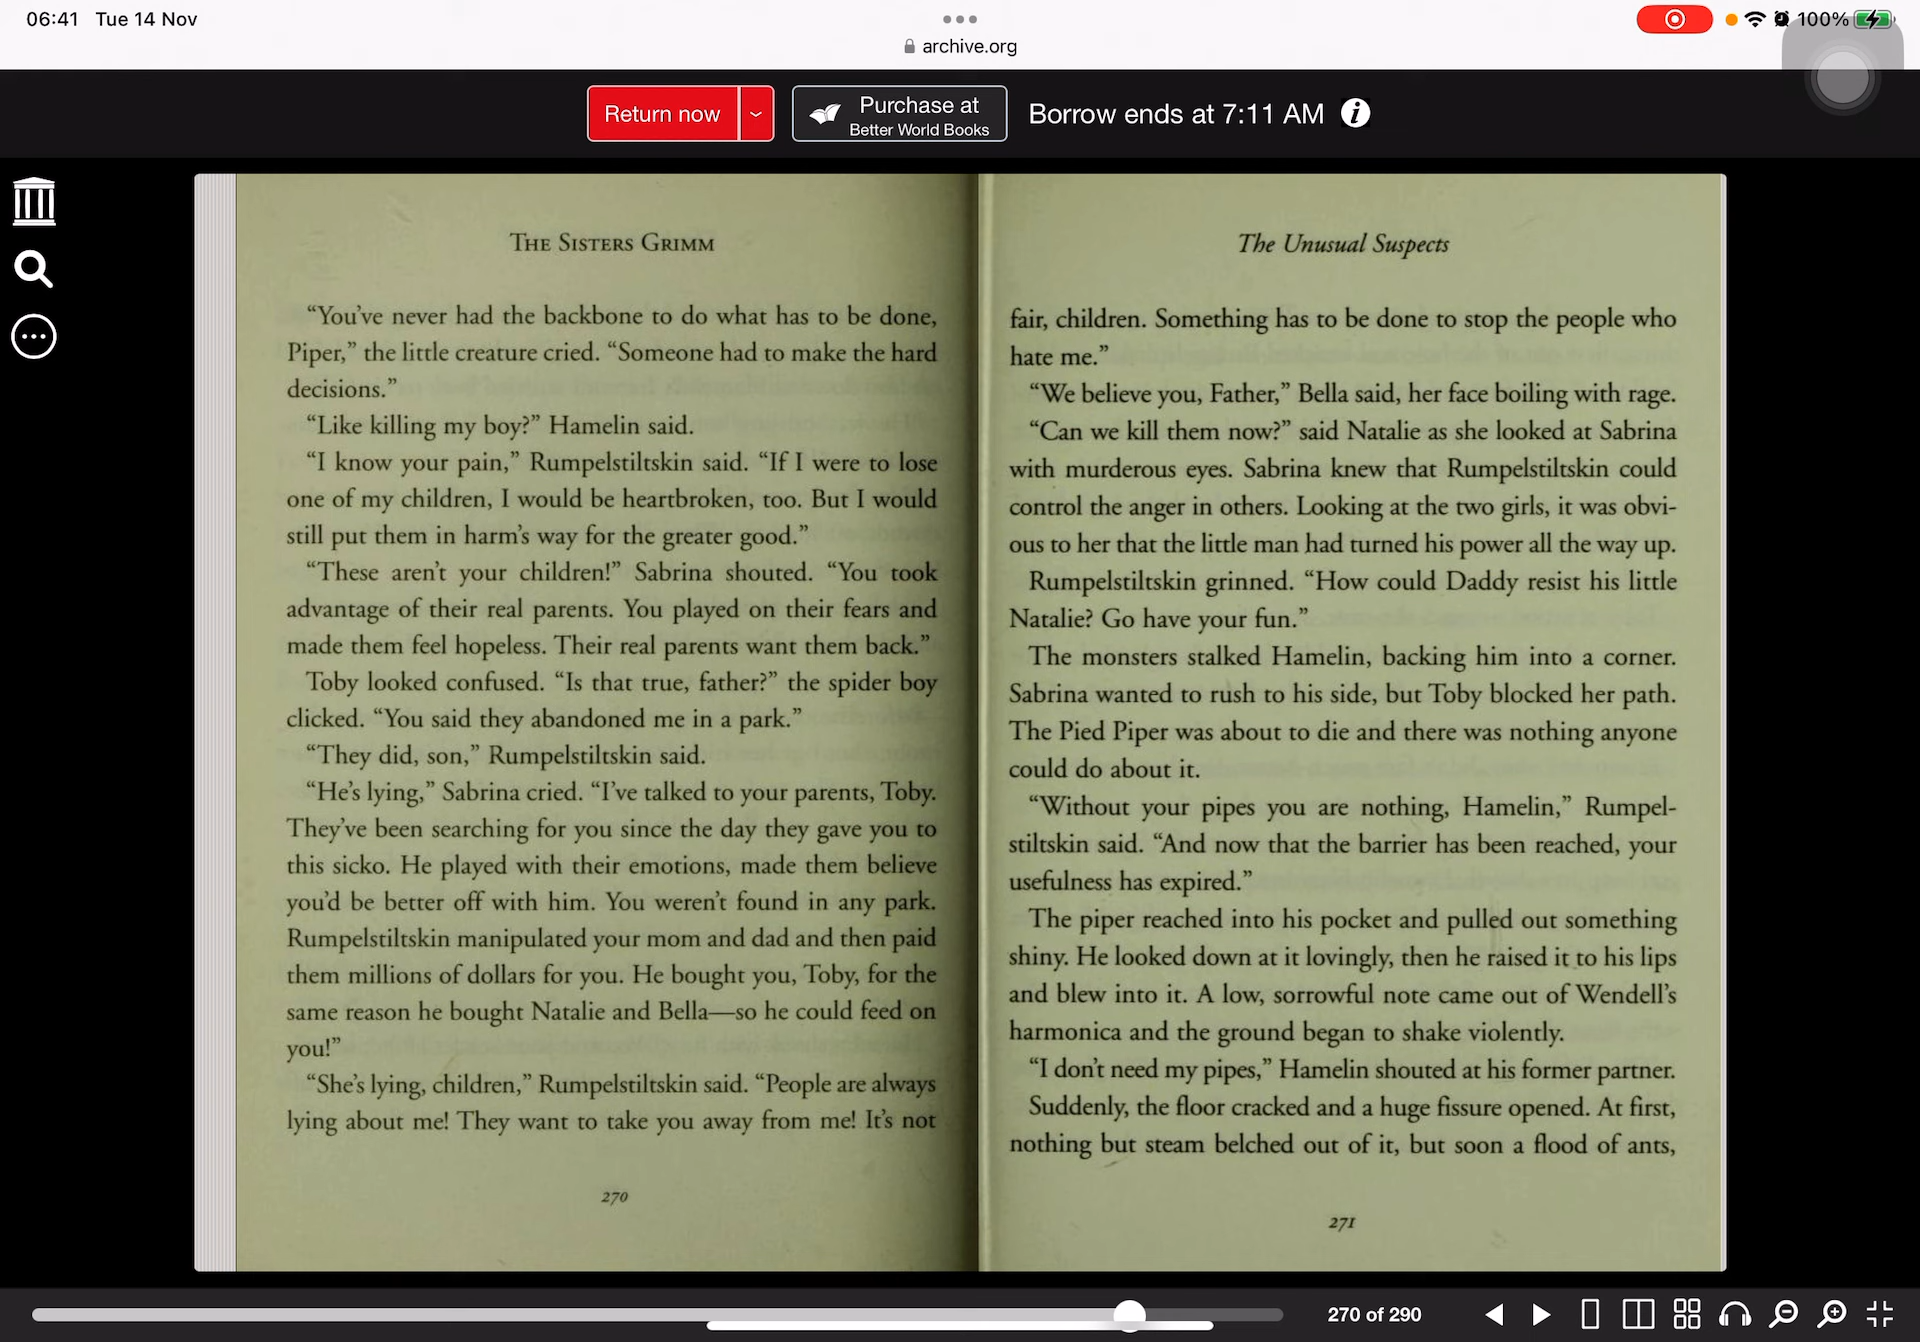 06:41 Tue 14 Nov
100%
archive.org
Return now
Purchase at
Better World Books
Borrow ends at 7:11 AM
THE SISTERS GRIMM
“You’ve never had the backbone to do what has to be done,
Piper,” the little creature cried. “Someone had to make the hard
decisions.”
“Like killing my boy?” Hamelin said.
“I know your pain,” Rumpelstiltskin said. “If I were to lose
one of my children, I would be heartbroken, too. But I would
still put them in harm’s way for the greater good.”
“These aren’t your children!” Sabrina shouted. “You took
advantage of their real parents. You played on their fears and
made them feel hopeless. Their real parents want them back.”
Toby looked confused. “Is that true, father?” the spider boy
clicked. “You said they abandoned me in a park.”
“They did, son,” Rumpelstiltskin said.
“He’s lying,” Sabrina cried. “I’ve talked to your parents, Toby.
They’ve been searching for you since the day they gave you to
this sicko. He played with their emotions, made them believe
you’d be better off with him. You weren’t found in any park.
Rumpelstiltskin manipulated your mom and dad and then paid
them millions of dollars for you. He bought you, Toby, for the
same reason he bought Natalie and Bella—so he could feed on
you!”
“She’s lying, children,” Rumpelstiltskin said. “People are always
lying about me! They want to take you away from me! It’s not
270
The Unusual Suspects
fair, children. Something has to be done to stop the people who
hate me.”
“We believe you, Father,” Bella said, her face boiling with rage.
“Can we kill them now?” said Natalie as she looked at Sabrina
with murderous eyes. Sabrina knew that Rumpelstiltskin could
control the anger in others. Looking at the two girls, it was obvi-
ous to her that the little man had turned his power all the way up.
Rumpelstiltskin grinned. “How could Daddy resist his little
Natalie? Go have your fun.”
The monsters stalked Hamelin, backing him into a corner.
Sabrina wanted to rush to his side, but Toby blocked her path.
The Pied Piper was about to die and there was nothing anyone
could do about it.
“Without your pipes you are nothing, Hamelin,” Rumpel-
stiltskin said. “And now that the barrier has been reached, your
usefulness has expired.”
The piper reached into his pocket and pulled out something
shiny. He looked down at it lovingly, then he raised it to his lips
and blew into it. A low, sorrowful note came out of Wendell’s
harmonica and the ground began to shake violently.
“I don’t need my pipes,” Hamelin shouted at his former partner.
Suddenly, the floor cracked and a huge fissure opened. At first,
nothing but steam belched out of it, but soon a flood of ants,
271
270 of 290